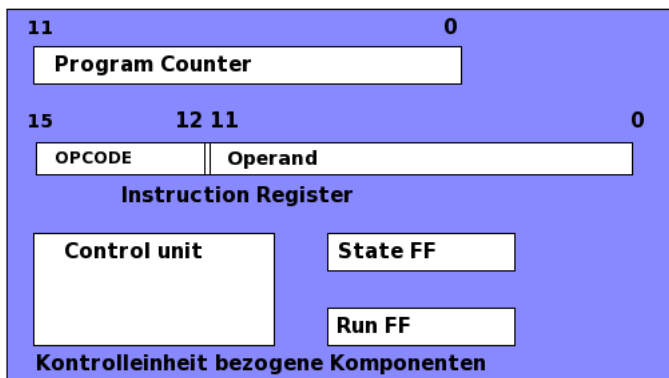 11 0
Program Counter
15 12 11 0
OPCODE Operand
Instruction Register
Control unit State FF
Run FF
Kontrolleinheit bezogene Komponenten